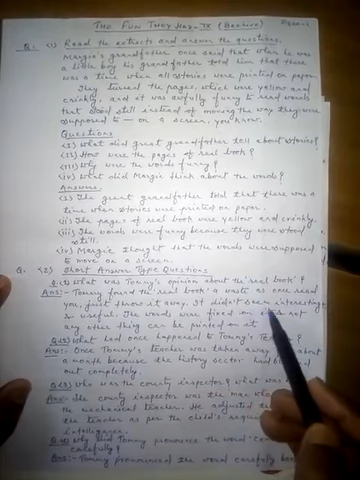 The Fun They Had - IX (Beehive)
Q. (1) Read the extracts and answer the questions.
Margie's grandfather once said that when he was
a little boy his grandfather told him that there
was a time when all stories were printed on paper.
They turned the pages, which were yellow and
crinkly, and it was awfully funny to read words
that stood still instead of moving the way they were
supposed to — on a screen, you know.
Questions
(i) What did great grandfather tell about stories?
(ii) How were the pages of real book?
(iii) Why were the words funny?
(iv) What did Margie think about the words?
Answers.
(i) The great grandfather told that there was a
time when stories were printed on paper.
(ii) The pages of real book were yellow and crinkly.
(iii) The words were funny because they were stood
still.
(iv) Margie thought that the words were supposed
to move on a screen.
Q. (2) Short Answer Type Questions
Q.(1) What was Tommy's opinion about the 'real book'?
Ans:- Tommy found the real book a waste as once read
you just throw it away. It didn't seem interesting
or useful. The words were fixed on it
any other thing can be printed on it
Q.(2) What had once happened to Tommy's Teacher?
Ans:- Once Tommy's teacher was taken away about
a month because the history sector had
out completely.
Q.(3) Who was the county inspector? What was
Ans:- The county inspector was the man
the mechanical teacher. He adjusted the
the teacher as per the child's
intelligence.
Q.(4) Why did Tommy pronounce the word
carefully?
Ans:- Tommy pronounced the word carefully